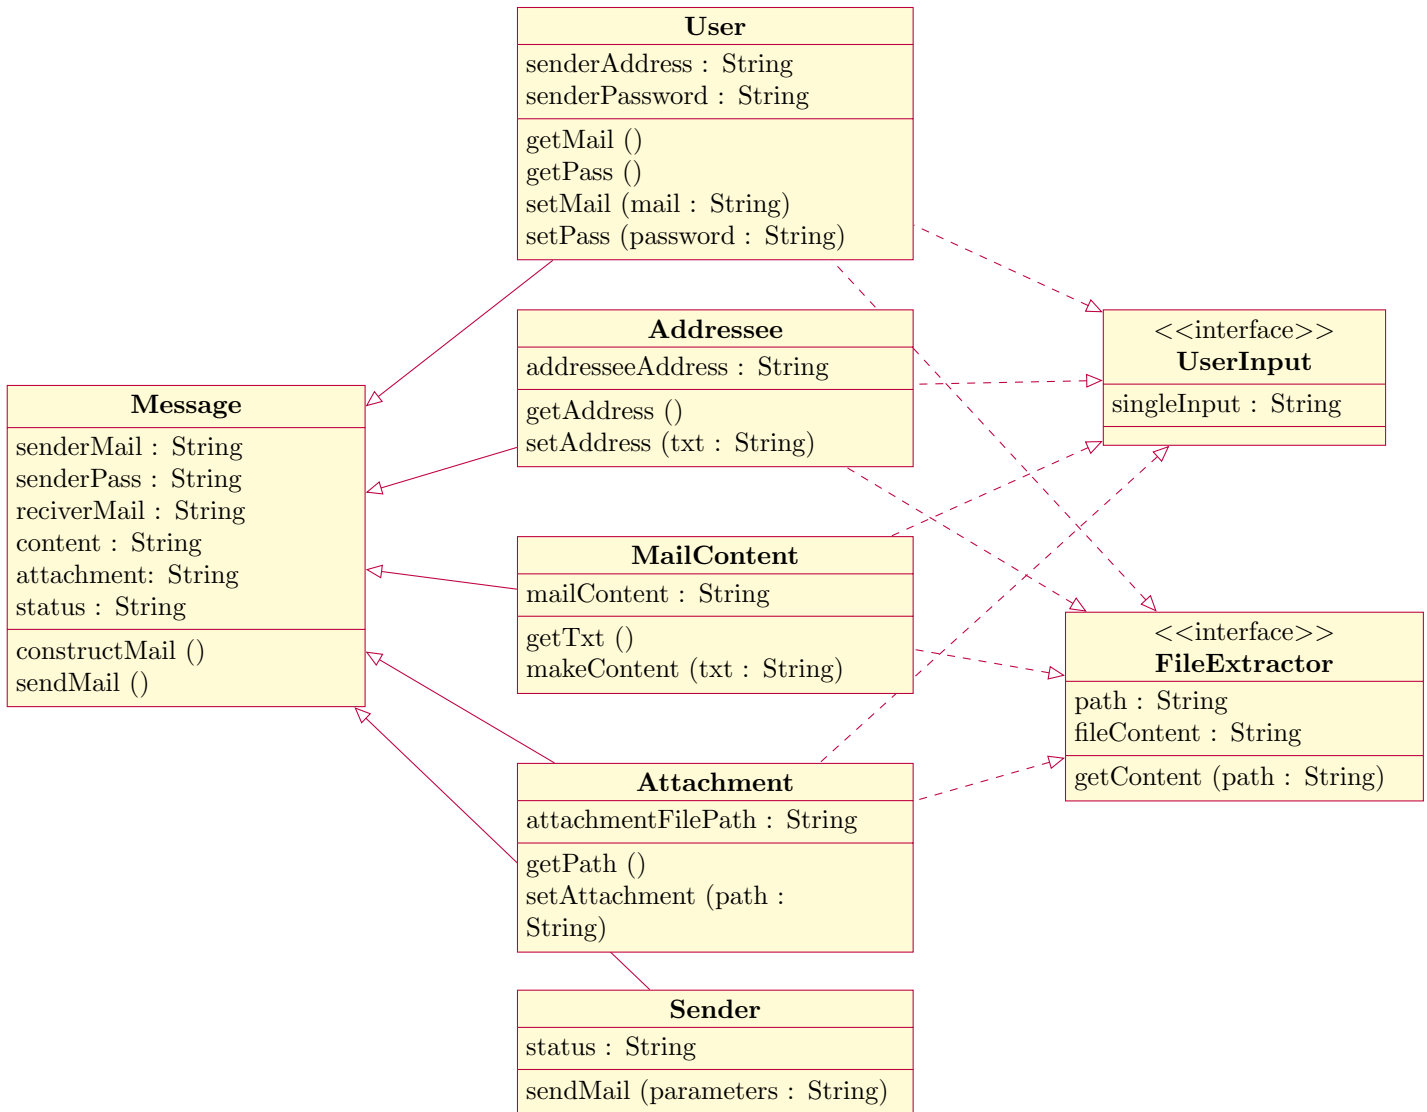 User
senderAddress : String
senderPassword : String
getMail ()
getPass ()
setMail (mail : String)
setPass (password : String)
Addressee
addresseeAddress : String
getAddress ()
setAddress (txt : String)
<<interface>>
UserInput
singleInput : String
Message
senderMail : String
senderPass : String
reciverMail : String
content : String
attachment: String
status : String
constructMail ()
sendMail ()
MailContent
mailContent : String
getTxt ()
makeContent (txt : String)
<<interface>>
FileExtractor
path : String
fileContent : String
getContent (path : String)
Attachment
attachmentFilePath : String
getPath ()
setAttachment (path :
String)
Sender
status : String
sendMail (parameters : String)